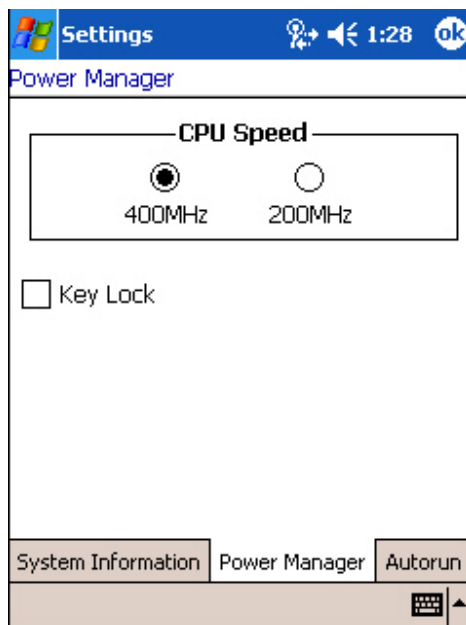 Settings 1:28 ok
Power Manager
CPU Speed
400MHz 200MHz
Key Lock
System Information Power Manager Autorun